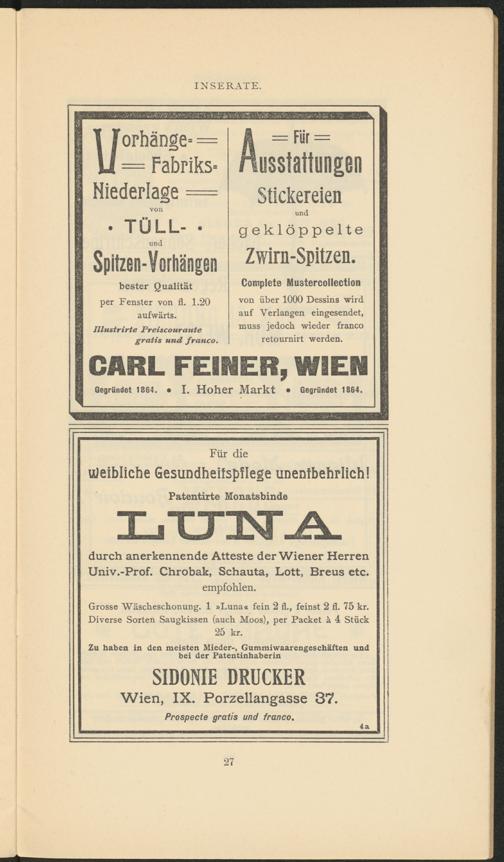 INSERATE.
Vorhänge-
Fabriks-
Niederlage
von
TÜLL-
und
Spitzen-Vorhängen
bester Qualität
per Fenster von fl. 1.20
aufwärts.
Illustrirte Preiscourante
gratis und franco.
Für
Ausstattungen
Stickereien
und
geklöppelte
Zwirn-Spitzen.
Complete Mustercollection
von über 1000 Dessins wird
auf Verlangen eingesendet,
muss jedoch wieder franco
retournirt werden.
CARL FEINER, WIEN
Gegründet 1864. • I. Hoher Markt • Gegründet 1864.
Für die
weibliche Gesundheitspflege unentbehrlich!
Patentirte Monatsbinde
LUNA
durch anerkennende Atteste der Wiener Herren
Univ.-Prof. Chrobak, Schauta, Lott, Breus etc.
empfohlen.
Grosse Wäscheschonung. 1 »Luna« fein 2 fl., feinst 2 fl. 75 kr.
Diverse Sorten Saugkissen (auch Moos), per Packet à 4 Stück
25 kr.
Zu haben in den meisten Mieder-, Gummiwaarengeschäften und
bei der Patentinhaberin
SIDONIE DRUCKER
Wien, IX. Porzellangasse 37.
Prospecte gratis und franco.
4a
27